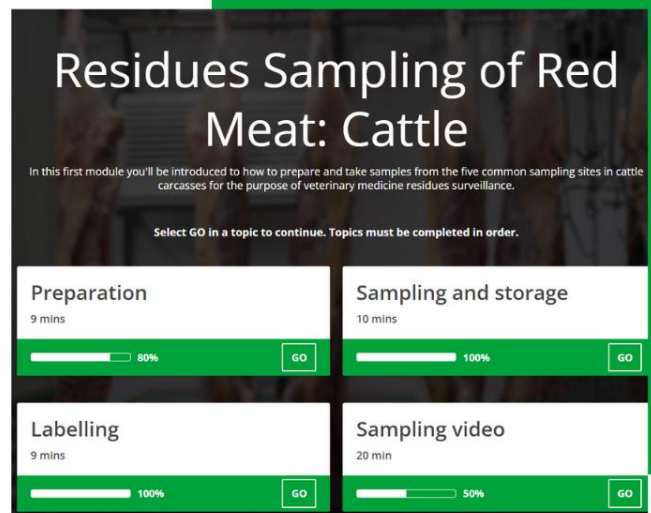 Residues Sampling of Red
Meat: Cattle
In this first module you'll be introduced to how to prepare and take samples from the five common sampling sites in cattle
carcasses for the purpose of veterinary medicine residues surveillance.
Select GO in a topic to continue. Topics must be completed in order.
Preparation
9 mins
80%
GO
Sampling and storage
10 mins
100%
GO
Labelling
9 mins
100%
GO
Sampling video
20 min
50%
GO